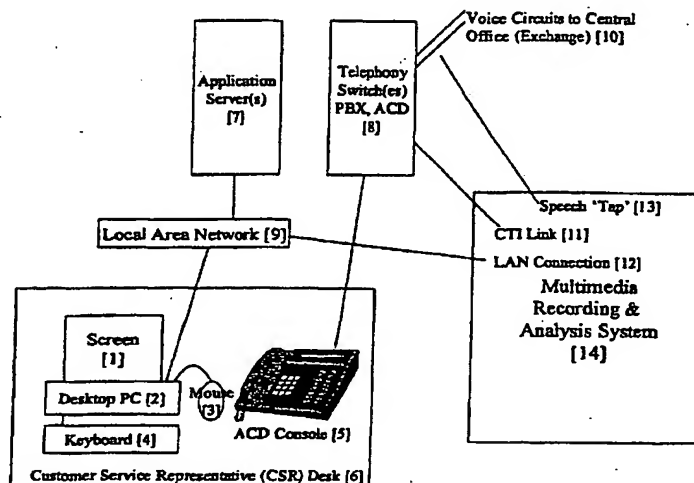 Voice Circuits to Central
Office (Exchange) [10]
Application
Server(s)
[7]
Telephony
Switch(es)
PBX, ACD
[8]
Speech "Tap" [13]
CTI Link [11]
Local Area Network [9]
LAN Connection [12]
Multimedia
Recording &
Analysis System
[14]
Screen
[1]
Desktop PC [2]
Mouse
[3]
Keyboard [4]
ACD Console [5]
Customer Service Representative (CSR) Desk [6]